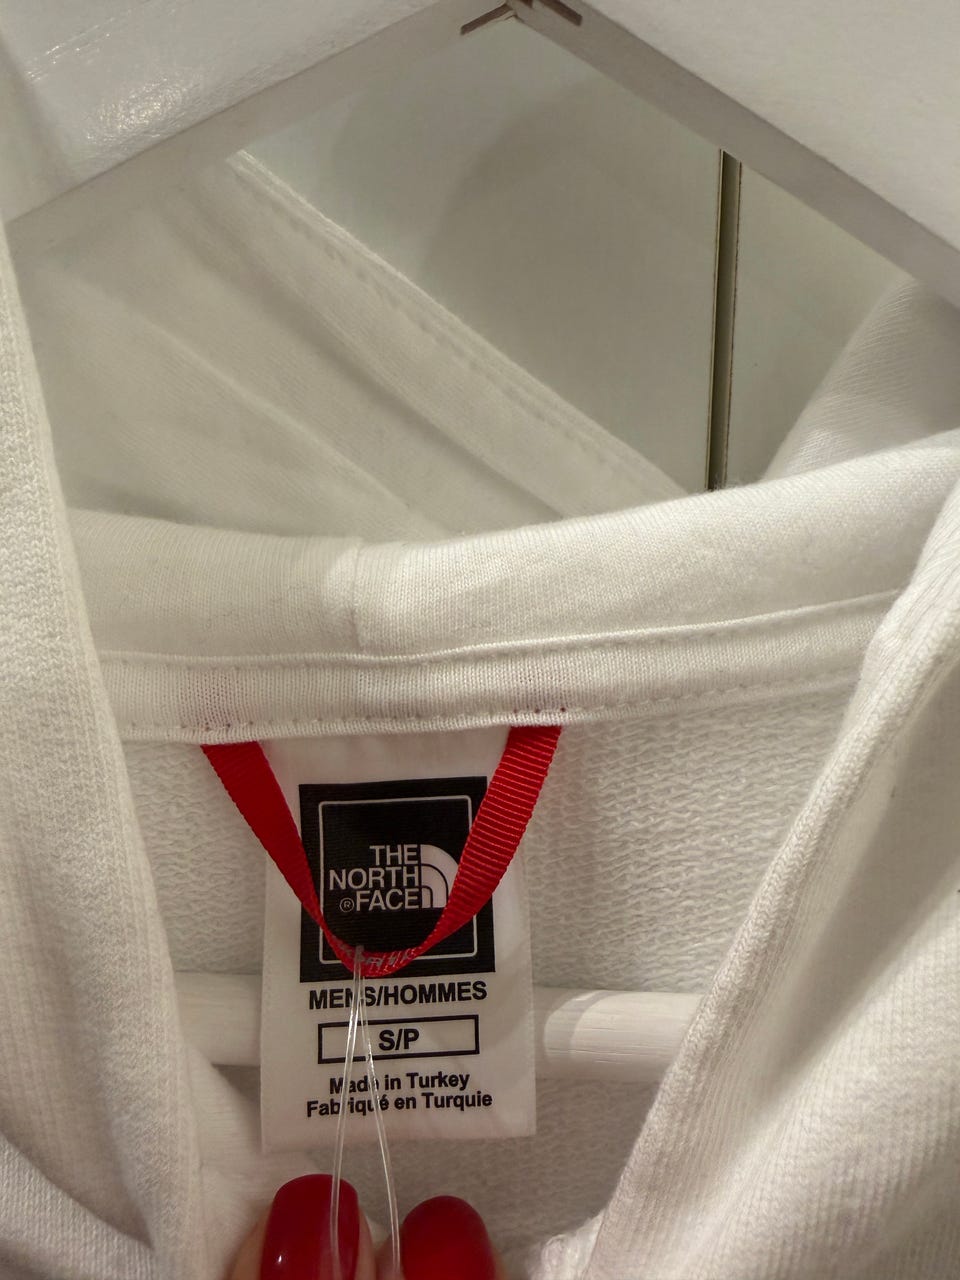 THE
NORTH
FACE
®
MENS/HOMMES
S/P
Made in Turkey
Fabriqué en Turquie